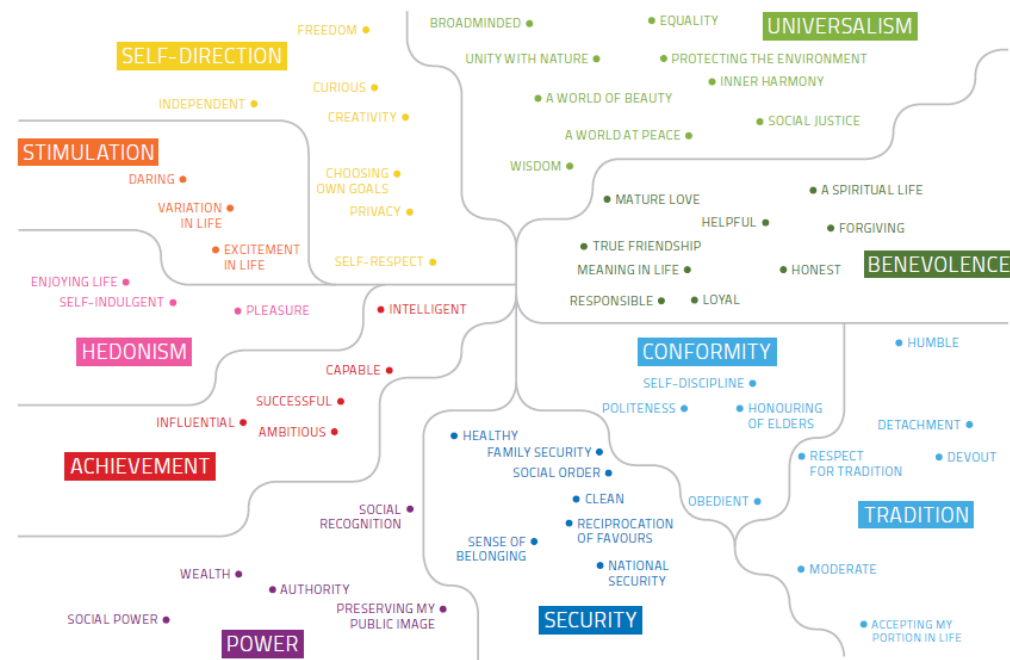 FREEDOM
SELF-DIRECTION
CURIOUS
INDEPENDENT
CREATIVITY
CHOOSING
OWN GOALS
PRIVACY
SELF-RESPECT
BROADMINDED
EQUALITY
UNIVERSALISM
UNITY WITH NATURE
PROTECTING THE ENVIRONMENT
INNER HARMONY
A WORLD OF BEAUTY
SOCIAL JUSTICE
A WORLD AT PEACE
WISDOM
STIMULATION
DARING
VARIATION
IN LIFE
EXCITEMENT
IN LIFE
MATURE LOVE
A SPIRITUAL LIFE
HELPFUL
FORGIVING
TRUE FRIENDSHIP
BENEVOLENCE
MEANING IN LIFE
HONEST
RESPONSIBLE
LOYAL
ENJOYING LIFE
SELF-INDULGENT
PLEASURE
HEDONISM
INTELLIGENT
CAPABLE
SUCCESSFUL
INFLUENTIAL
AMBITIOUS
ACHIEVEMENT
CONFORMITY
SELF-DISCIPLINE
POLITENESS
HONOURING
OF ELDERS
OBEDIENT
HUMBLE
DETACHMENT
RESPECT
FOR TRADITION
DEVOUT
TRADITION
MODERATE
ACCEPTING MY
PORTION IN LIFE
HEALTHY
FAMILY SECURITY
SOCIAL ORDER
CLEAN
RECIPROCATION
OF FAVOURS
SENSE OF
BELONGING
NATIONAL
SECURITY
SECURITY
SOCIAL
RECOGNITION
WEALTH
AUTHORITY
PRESERVING MY
PUBLIC IMAGE
SOCIAL POWER
POWER